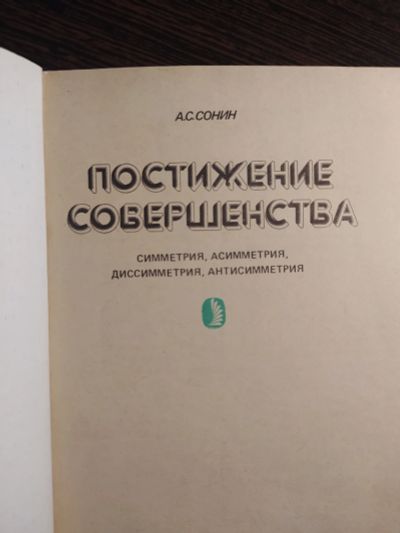 А.С.СОНИН
ПОСТИЖЕНИЕ
СОВЕРШЕНСТВА
СИММЕТРИЯ, АСИММЕТРИЯ,
ДИССИММЕТРИЯ, АНТИСИММЕТРИЯ